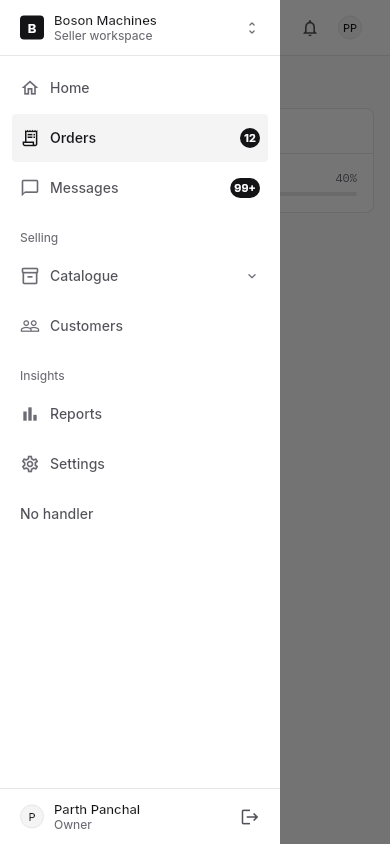 B
Boson Machines
Seller workspace
PP
Home
Orders 12
Messages 99+
40%
Selling
Catalogue
Customers
Insights
Reports
Settings
No handler
P
Parth Panchal
Owner